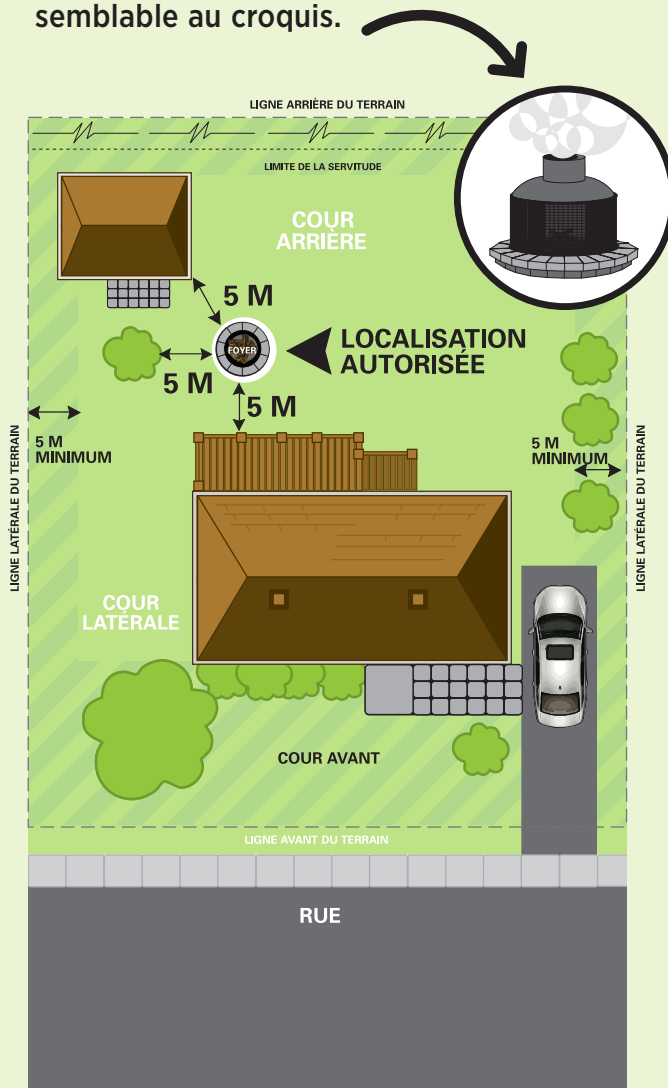 semblable au croquis.
LIGNE ARRIÈRE DU TERRAIN
LIMITE DE LA SERVITUDE
COUR
ARRIÈRE
5 M
FOYER
LOCALISATION
AUTORISÉE
5 M
5 M
5 M
MINIMUM
5 M
MINIMUM
LIGNE LATÉRALE DU TERRAIN
LIGNE LATÉRALE DU TERRAIN
COUR
LATÉRALE
COUR AVANT
LIGNE AVANT DU TERRAIN
RUE